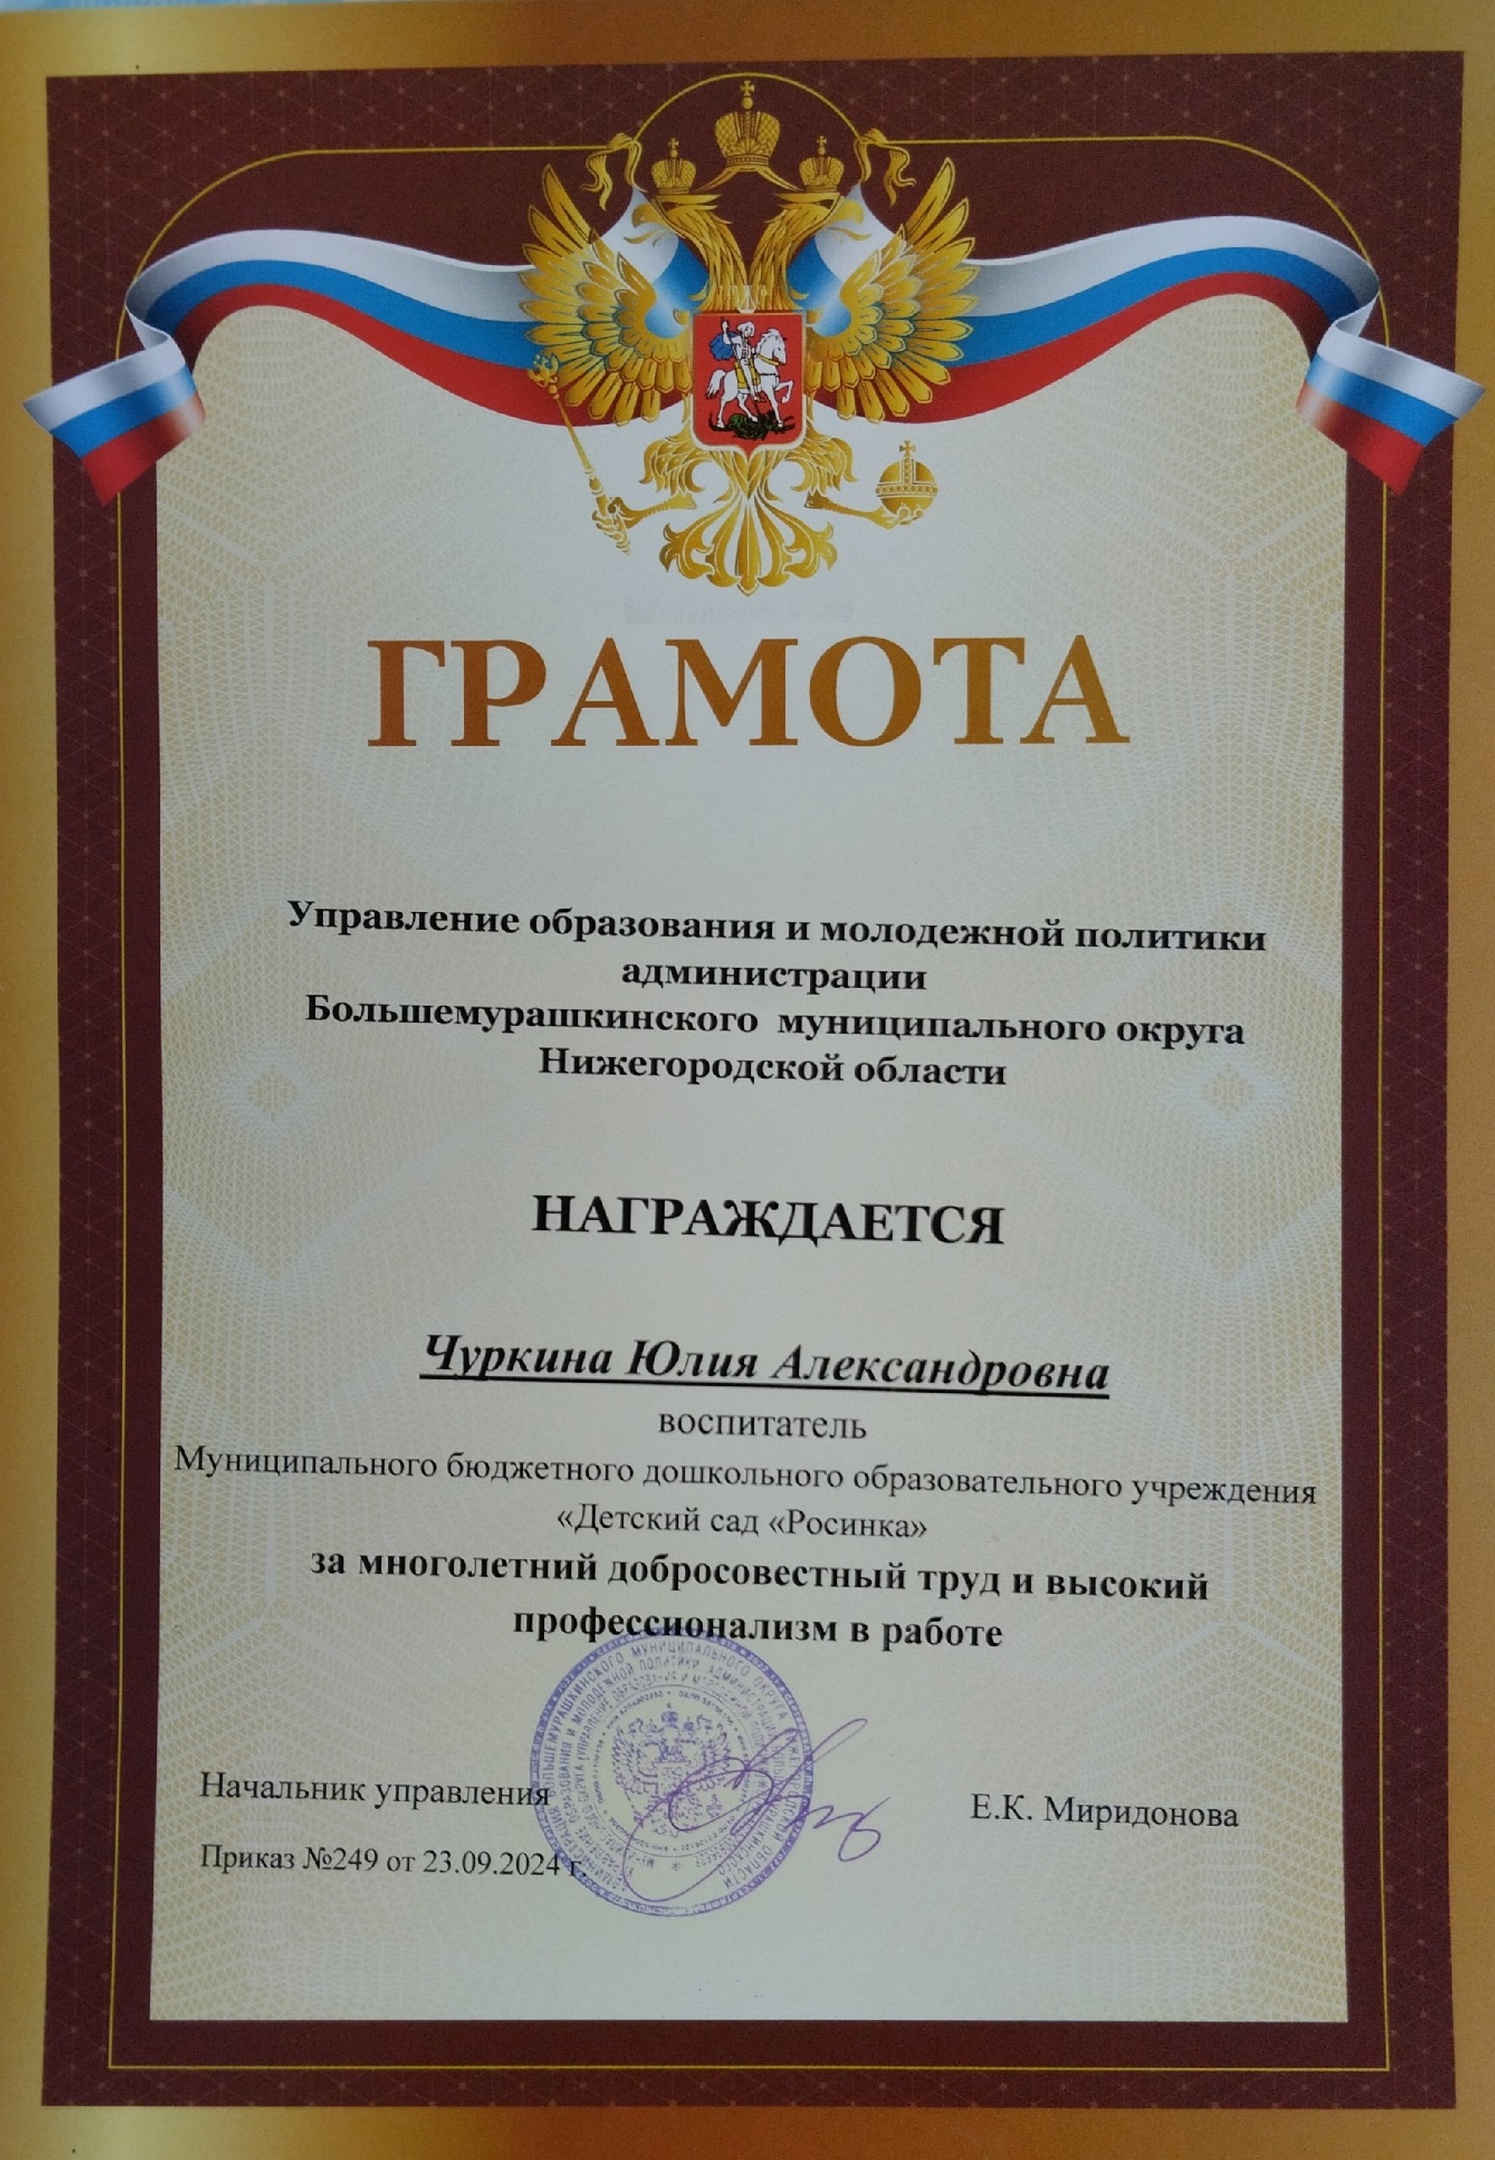 ГРАМОТА
Управление образования и молодежной политики
администрации
Большемурашкинского муниципального округа
Нижегородской области
НАГРАЖДАЕТСЯ
Чуркина Юлия Александровна
воспитатель
Муниципального бюджетного дошкольного образовательного учреждения
«Детский сад «Росинка»
за многолетний добросовестный труд и высокий
профессионализм в работе
Начальник управления
Е.К. Миридонова
Приказ №249 от 23.09.2024 г.